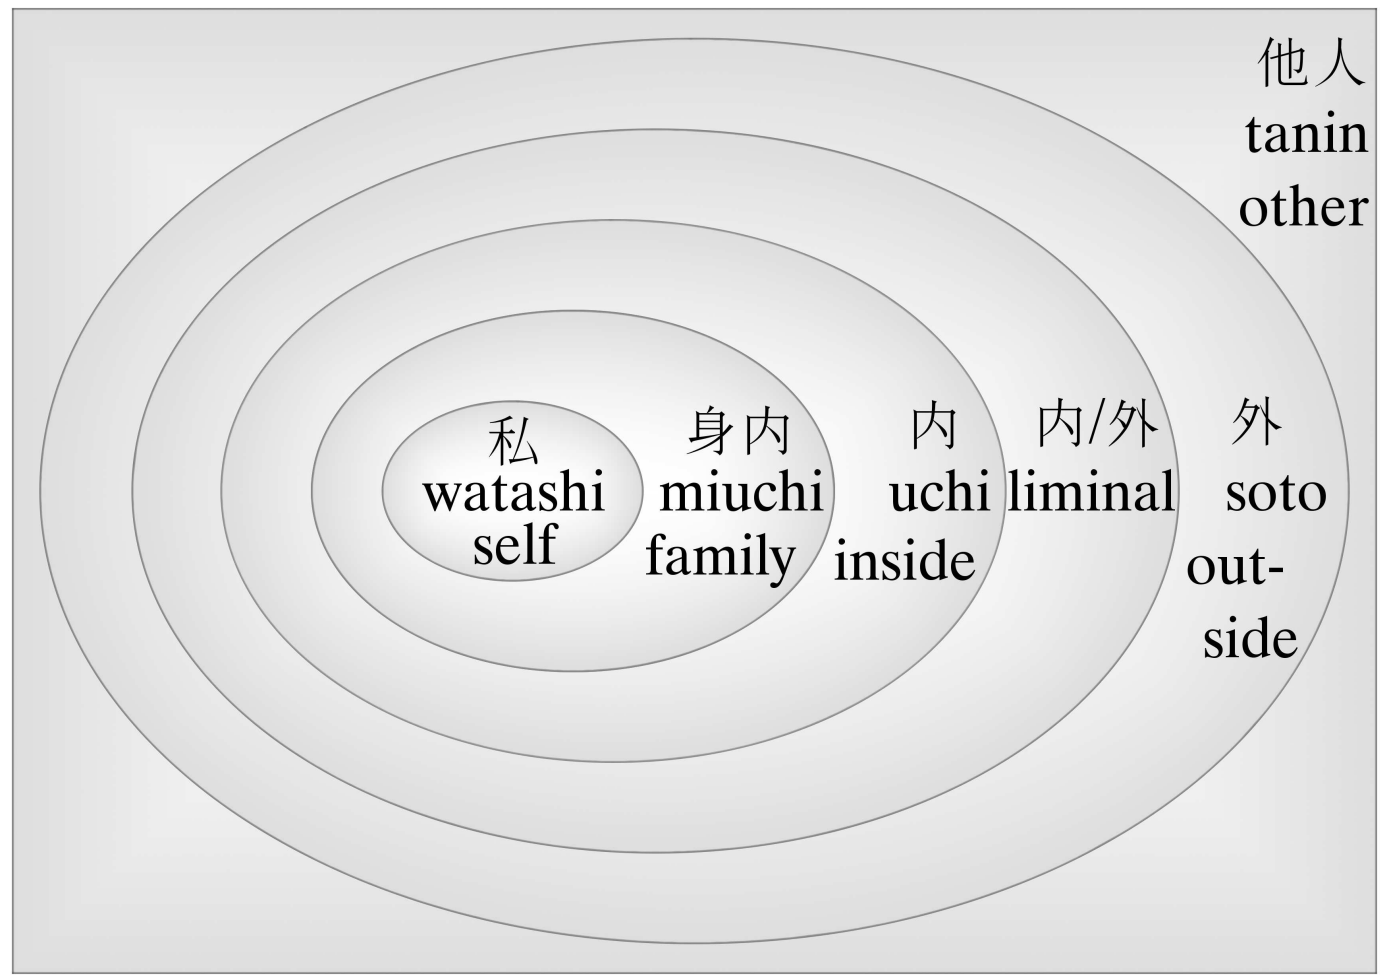 他人
tanin
other
私
watashi
self
身内
miuchi
family
内
uchi
inside
内/外
liminal
外
soto
out-
side